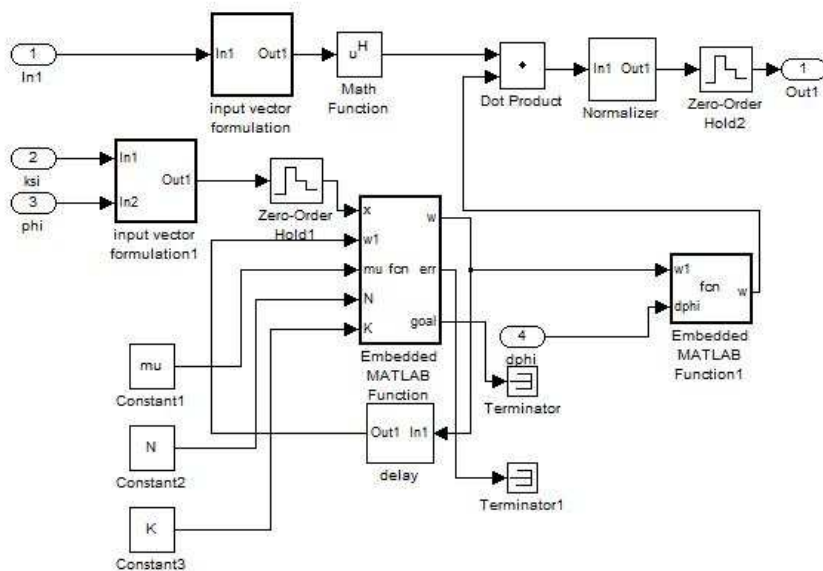 1
In1
In1
Out1
input vector
formulation
u^H
Math
Function
Dot Product
In1
Out1
Normalizer
Zero-Order
Hold2
1
Out1
2
ksi
3
phi
In1
In2
Out1
input vector
formulation1
Zero-Order
Hold1
x
w1
mu
N
K
fcn
w
err
goal
Embedded
MATLAB
Function
4
dphi
w1
dphi
fcn
w
Embedded
MATLAB
Function1
Terminator
mu
Constant1
N
Constant2
K
Constant3
Out1
In1
delay
Terminator1